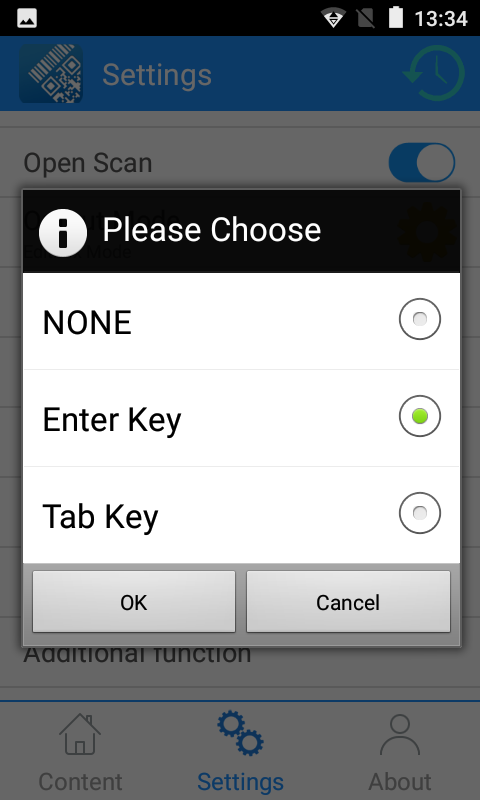 13:34
Settings
Open Scan
Please Choose
NONE
Enter Key
Tab Key
OK
Cancel
Additional function
Content
Settings
About